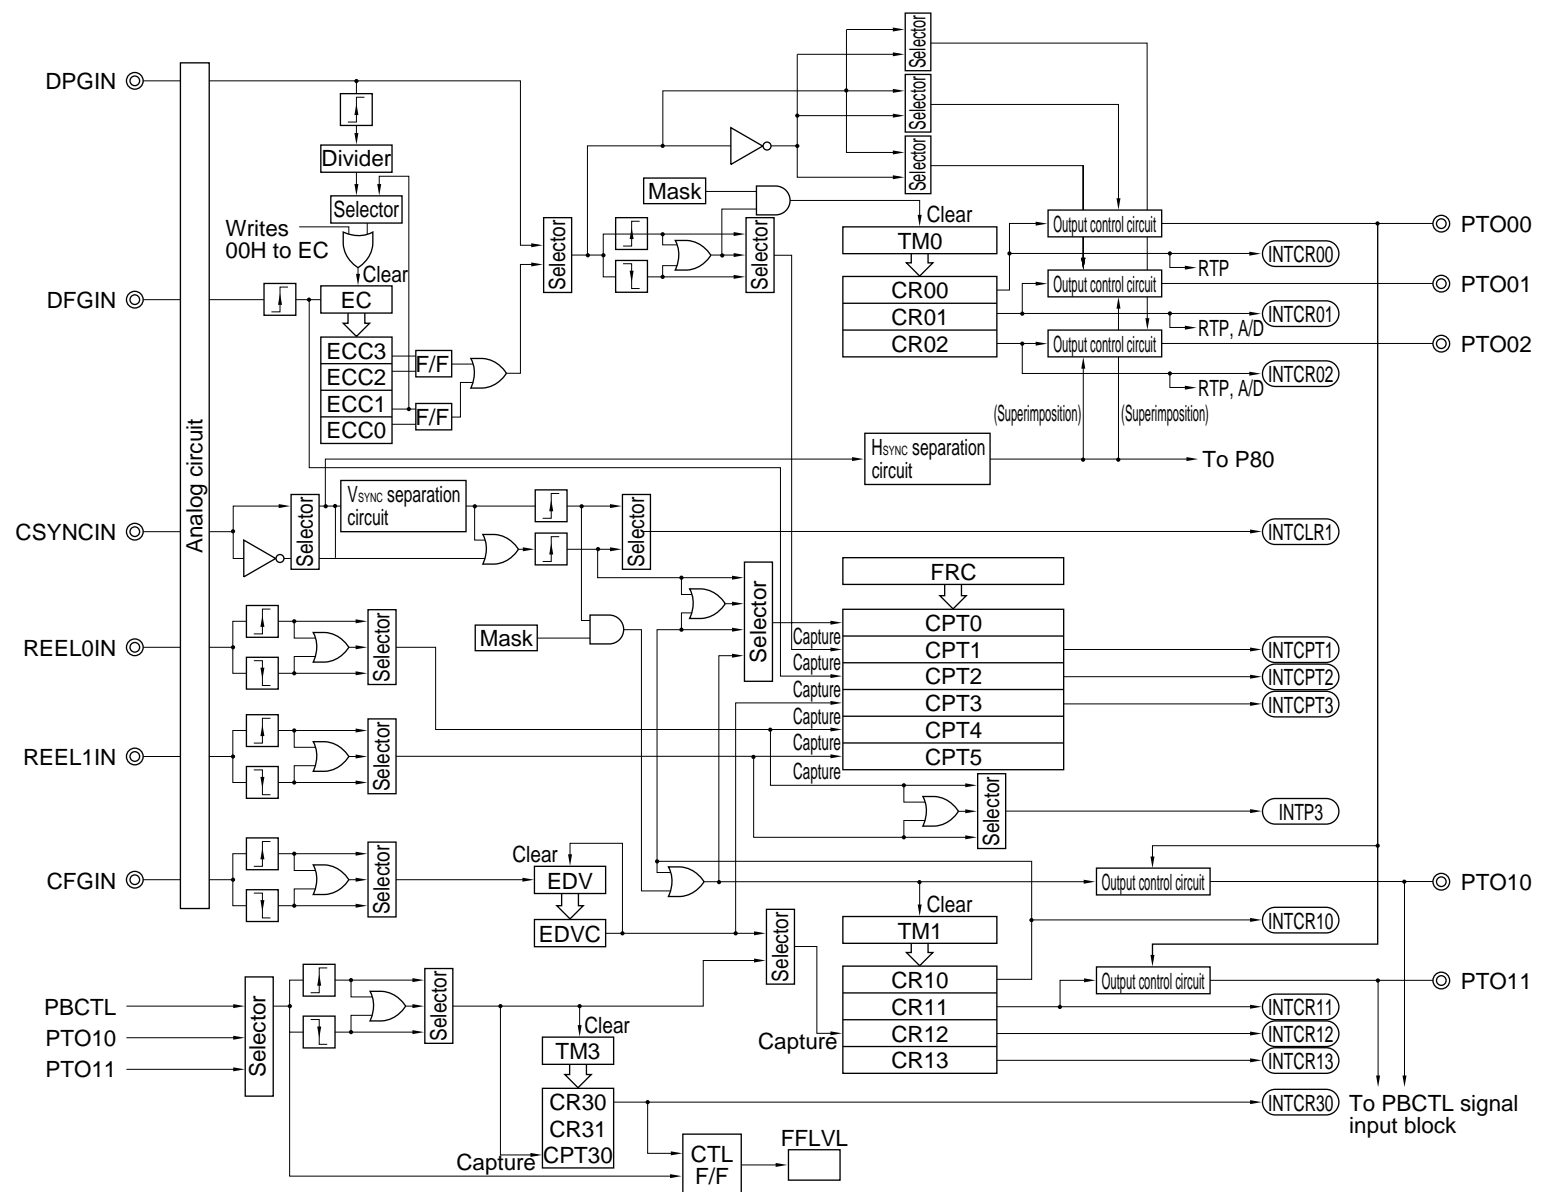 DPGIN
DFGIN
CSYNCIN
REEL0IN
REEL1IN
CFGIN
PBCTL
PTO10
PTO11
Analog circuit
Divider
Selector
Writes
00H to EC
Clear
EC
ECC3
ECC2
ECC1
ECC0
F/F
F/F
Selector
Mask
Selector
Selector
Selector
Selector
Clear
TM0
CR00
CR01
CR02
Output control circuit
Output control circuit
Output control circuit
PTO00
INTCR00
RTP
PTO01
INTCR01
RTP, A/D
PTO02
INTCR02
RTP, A/D
(Superimposition)
(Superimposition)
HSYNC separation
circuit
To P80
Selector
VSYNC separation
circuit
Selector
INTCLR1
Mask
Selector
FRC
CPT0
CPT1
CPT2
CPT3
CPT4
CPT5
Capture
Capture
Capture
Capture
Capture
Capture
INTCPT1
INTCPT2
INTCPT3
Selector
Selector
Selector
INTP3
Selector
Clear
EDV
EDVC
Selector
Clear
TM1
CR10
CR11
CR12
CR13
Capture
Output control circuit
PTO10
INTCR10
Output control circuit
PTO11
INTCR11
INTCR12
INTCR13
Selector
Selector
Clear
TM3
CR30
CR31
CPT30
Capture
INTCR30
CTL
F/F
FFLVL
To PBCTL signal
input block